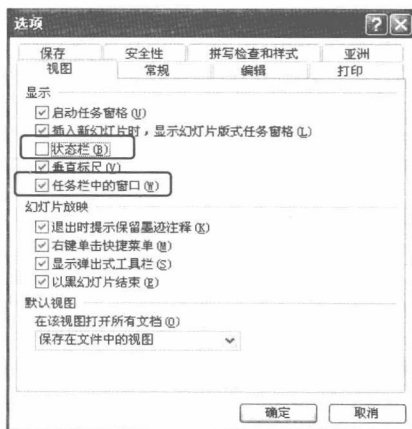 选项
保存 安全性 拼写检查和样式 亚洲
视图 常规 编辑 打印
显示
启动任务窗格(U)
插入新幻灯片时，显示幻灯片版式任务窗格(L)
状态栏(B)
垂直标尺(V)
任务栏中的窗口(W)
幻灯片放映
退出时提示保留墨迹注释(K)
右键单击快捷菜单(M)
显示弹出式工具栏(S)
以黑幻灯片结束(E)
默认视图
在该视图打开所有文档(O)
保存在文件中的视图
确定 取消